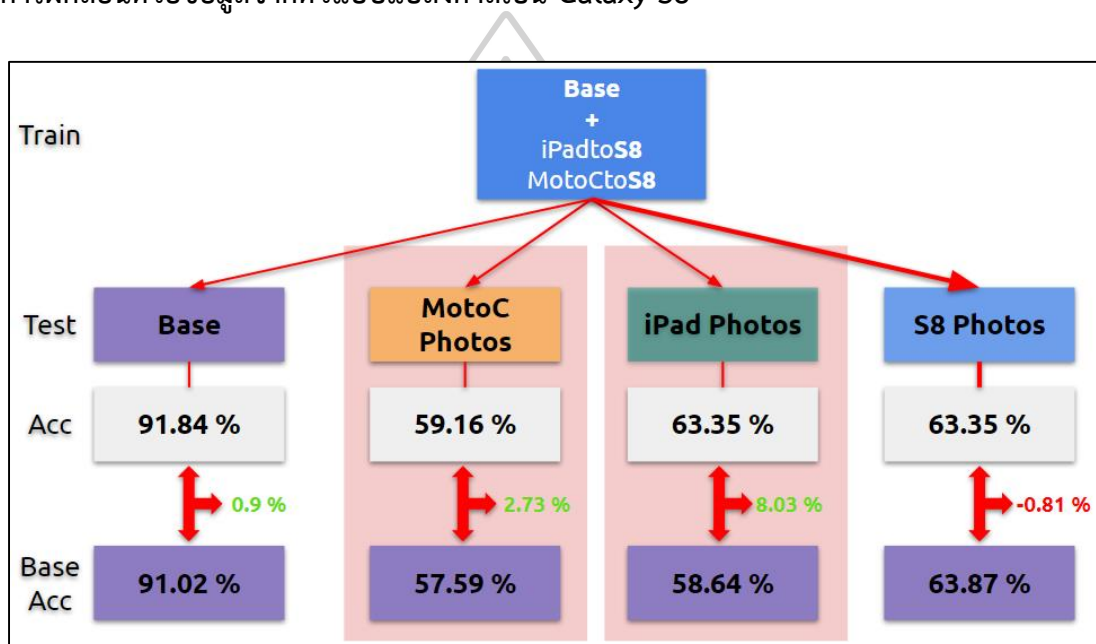 Galaxy S8
Train
Base
+
iPadtoS8
MotoCtoS8
Test
Base
MotoC
Photos
iPad Photos
S8 Photos
Acc
91.84 %
59.16 %
63.35 %
63.35 %
0.9 %
2.73 %
8.03 %
-0.81 %
Base
Acc
91.02 %
57.59 %
58.64 %
63.87 %